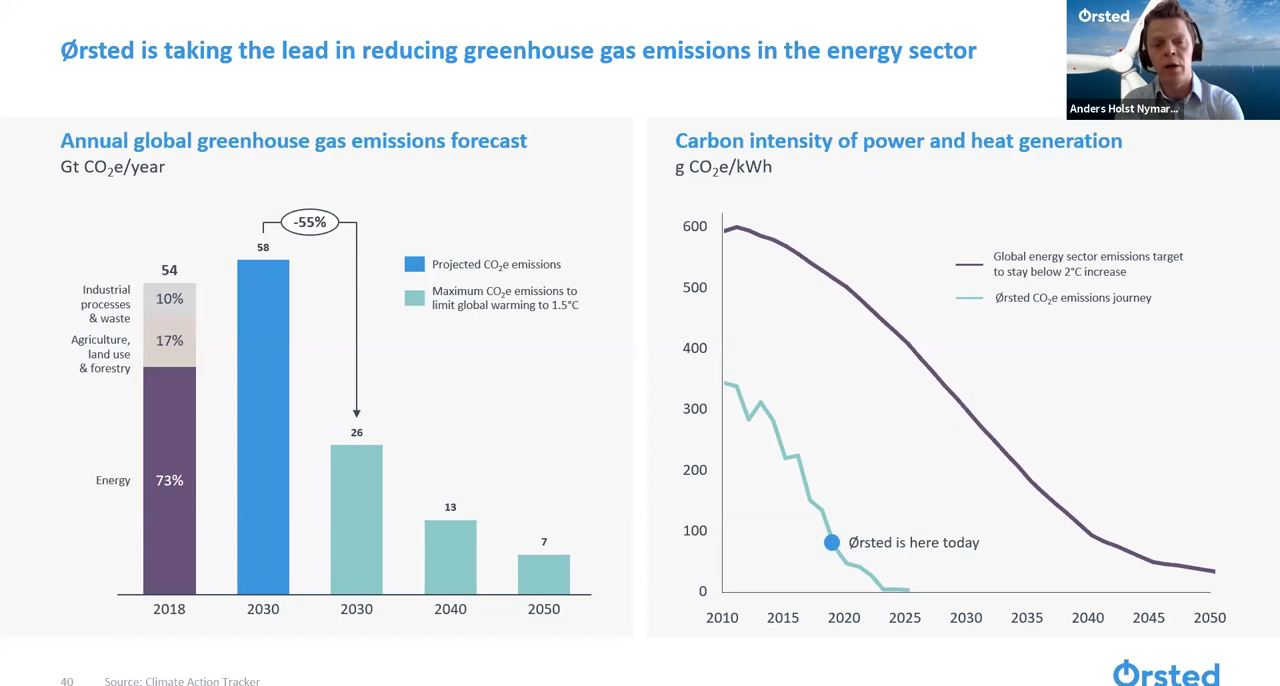 Ørsted is taking the lead in reducing greenhouse gas emissions in the energy sector
Ørsted
Anders Holst Nymar...
Annual global greenhouse gas emissions forecast
Gt CO₂e/year
-55%
58
54
Industrial
processes
& waste
10%
Agriculture,
land use
& forestry
17%
Energy
73%
26
13
7
Projected CO₂e emissions
Maximum CO₂e emissions to
limit global warming to 1.5°C
2018
2030
2030
2040
2050
Carbon intensity of power and heat generation
g CO₂e/kWh
600
500
400
300
200
100
0
Global energy sector emissions target
to stay below 2°C increase
Ørsted CO₂e emissions journey
Ørsted is here today
2010
2015
2020
2025
2030
2035
2040
2045
2050
40
Source: Climate Action Tracker
Ørsted